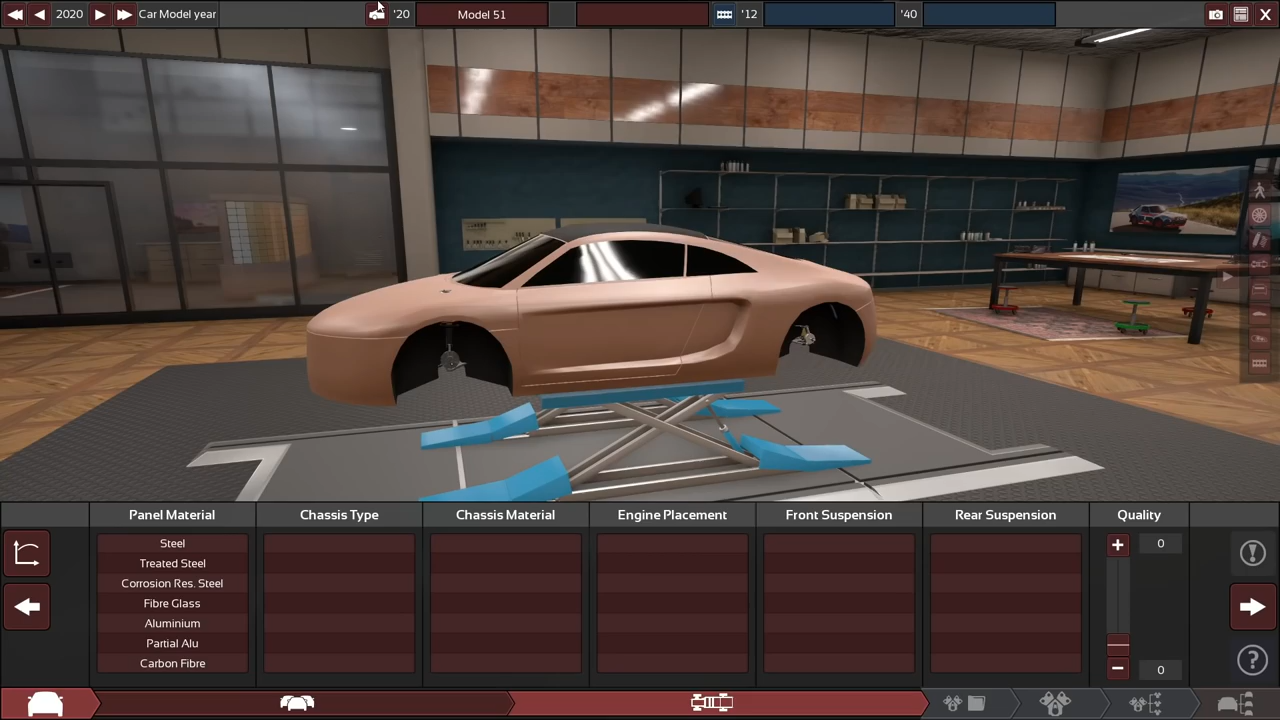 2020 Car Model year '20 Model 51 '12 '40
Panel Material Chassis Type Chassis Material Engine Placement Front Suspension Rear Suspension Quality
Steel
Treated Steel
Corrosion Res. Steel
Fibre Glass
Aluminium
Partial Alu
Carbon Fibre
0
0